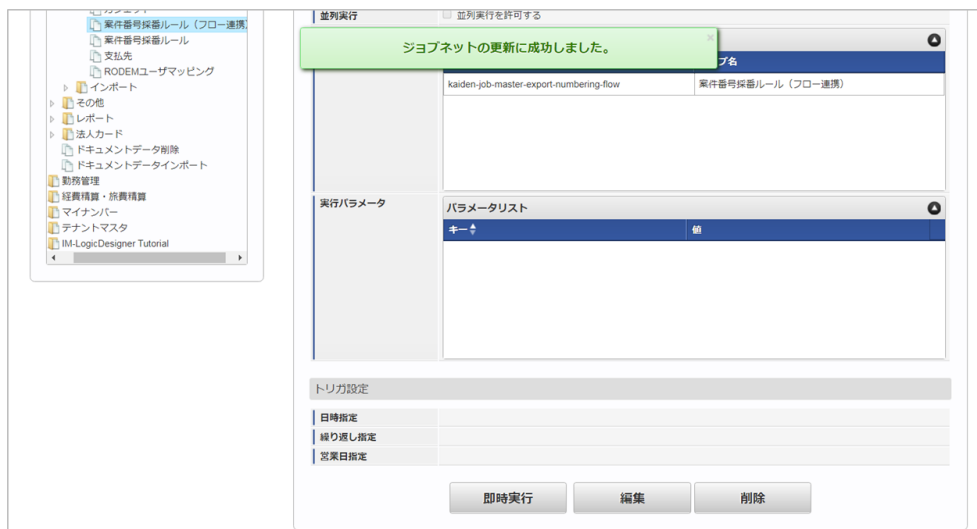 案件番号採番ルール(フロー連携)
案件番号採番ルール
支払先
RODEMユーザマッピング
インポート
その他
レポート
法人カード
ドキュメントデータ削除
ドキュメントデータインポート
勤務管理
経費精算・旅費精算
マイナンバー
テナントマスタ
IM-LogicDesigner Tutorial
並列実行
並列実行を許可する
ジョブネットの更新に成功しました。
×
プ名
kaiden-job-master-export-numbering-flow
案件番号採番ルール(フロー連携)
実行パラメータ
パラメータリスト
キー
値
トリガ設定
日時指定
繰り返し指定
営業日指定
即時実行
編集
削除